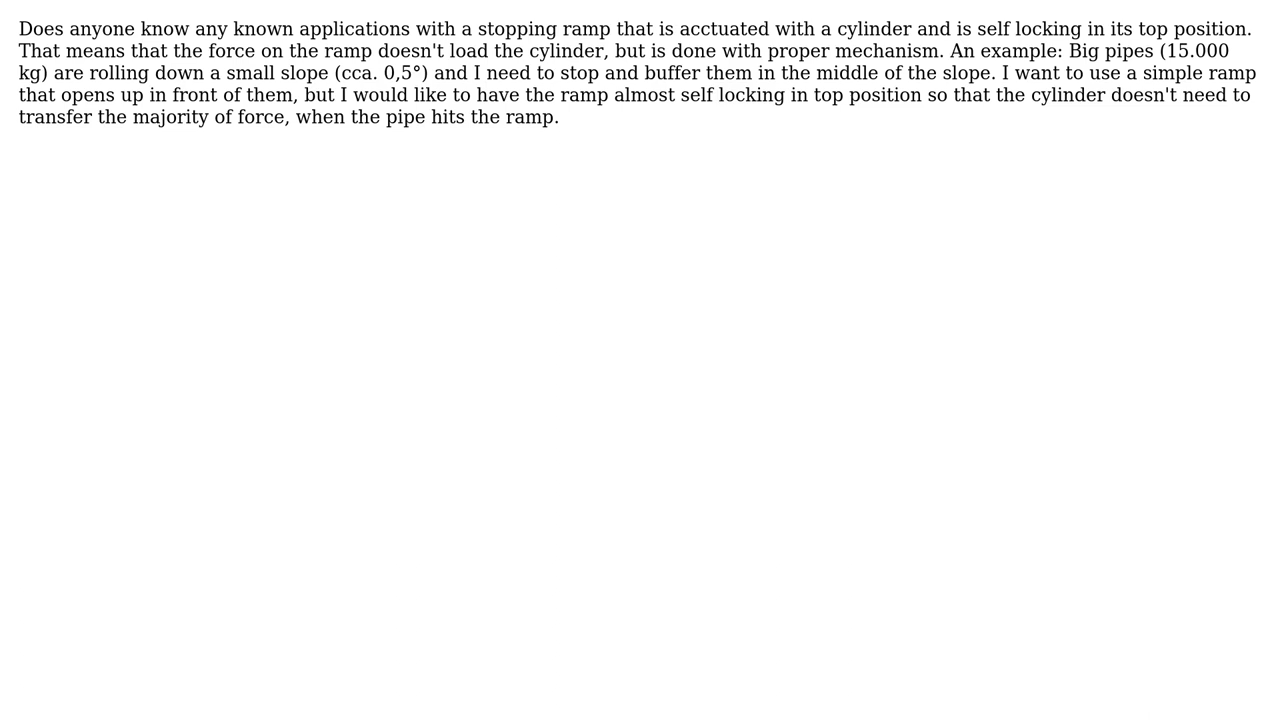 Does anyone know any known applications with a stopping ramp that is acctuated with a cylinder and is self locking in its top position.
That means that the force on the ramp doesn't load the cylinder, but is done with proper mechanism. An example: Big pipes (15.000
kg) are rolling down a small slope (cca. 0,5°) and I need to stop and buffer them in the middle of the slope. I want to use a simple ramp
that opens up in front of them, but I would like to have the ramp almost self locking in top position so that the cylinder doesn't need to
transfer the majority of force, when the pipe hits the ramp.